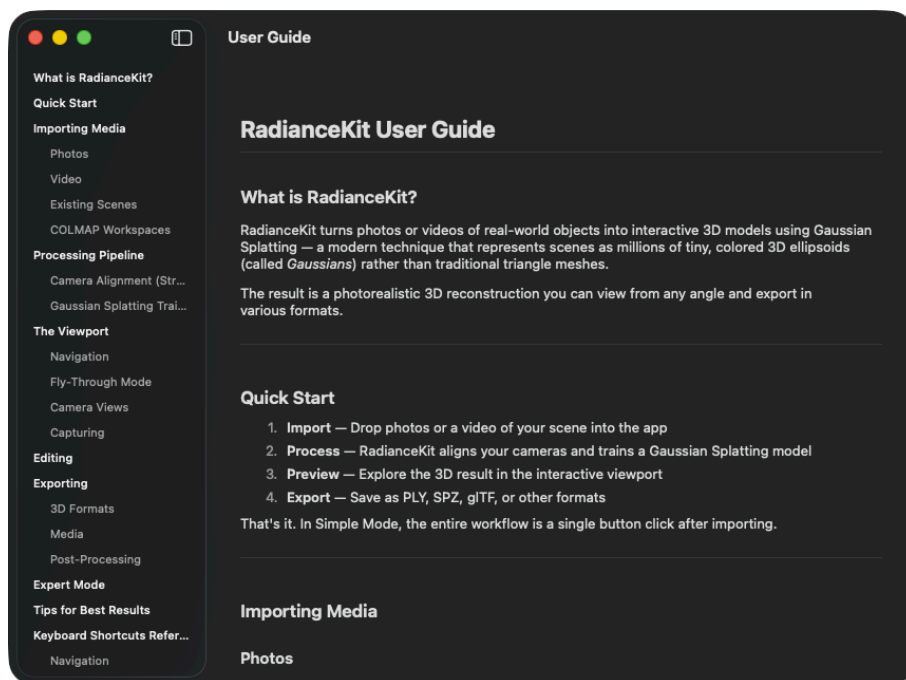 User Guide
What is RadianceKit?
Quick Start
Importing Media
Photos
Video
Existing Scenes
COLMAP Workspaces
Processing Pipeline
Camera Alignment (Str...
Gaussian Splatting Trai...
The Viewport
Navigation
Fly-Through Mode
Camera Views
Capturing
Editing
Exporting
3D Formats
Media
Post-Processing
Expert Mode
Tips for Best Results
Keyboard Shortcuts Refer...
Navigation
RadianceKit User Guide
What is RadianceKit?
RadianceKit turns photos or videos of real-world objects into interactive 3D models using Gaussian
Splatting — a modern technique that represents scenes as millions of tiny, colored 3D ellipsoids
(called Gaussians) rather than traditional triangle meshes.
The result is a photorealistic 3D reconstruction you can view from any angle and export in
various formats.
Quick Start
1. Import — Drop photos or a video of your scene into the app
2. Process — RadianceKit aligns your cameras and trains a Gaussian Splatting model
3. Preview — Explore the 3D result in the interactive viewport
4. Export — Save as PLY, SPZ, glTF, or other formats
That's it. In Simple Mode, the entire workflow is a single button click after importing.
Importing Media
Photos